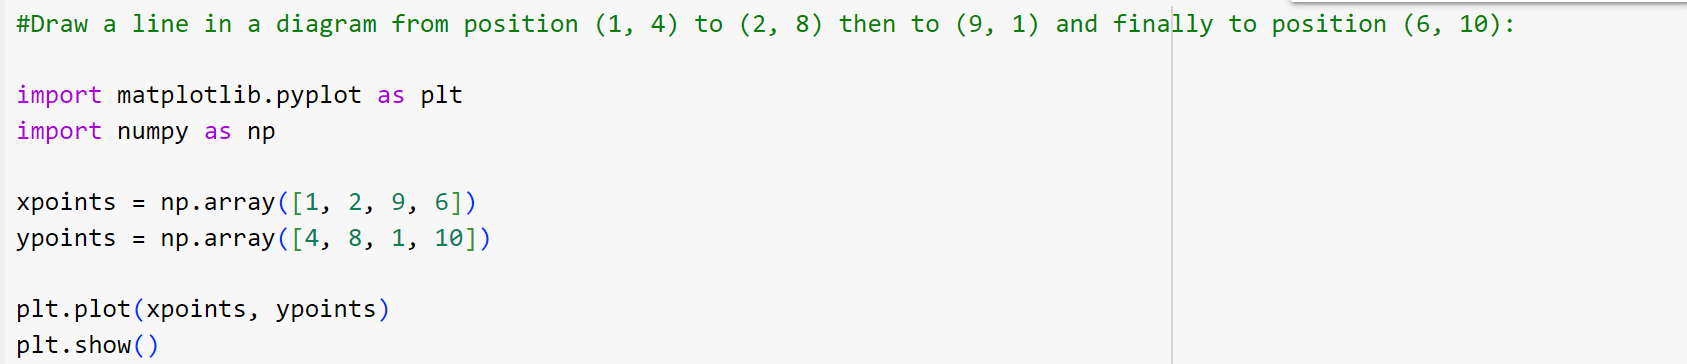 #Draw a line in a diagram from position (1, 4) to (2, 8) then to (9, 1) and finally to position (6, 10):
import matplotlib.pyplot as plt
import numpy as np
xpoints = np.array([1, 2, 9, 6])
ypoints = np.array([4, 8, 1, 10])
plt.plot(xpoints, ypoints)
plt.show()